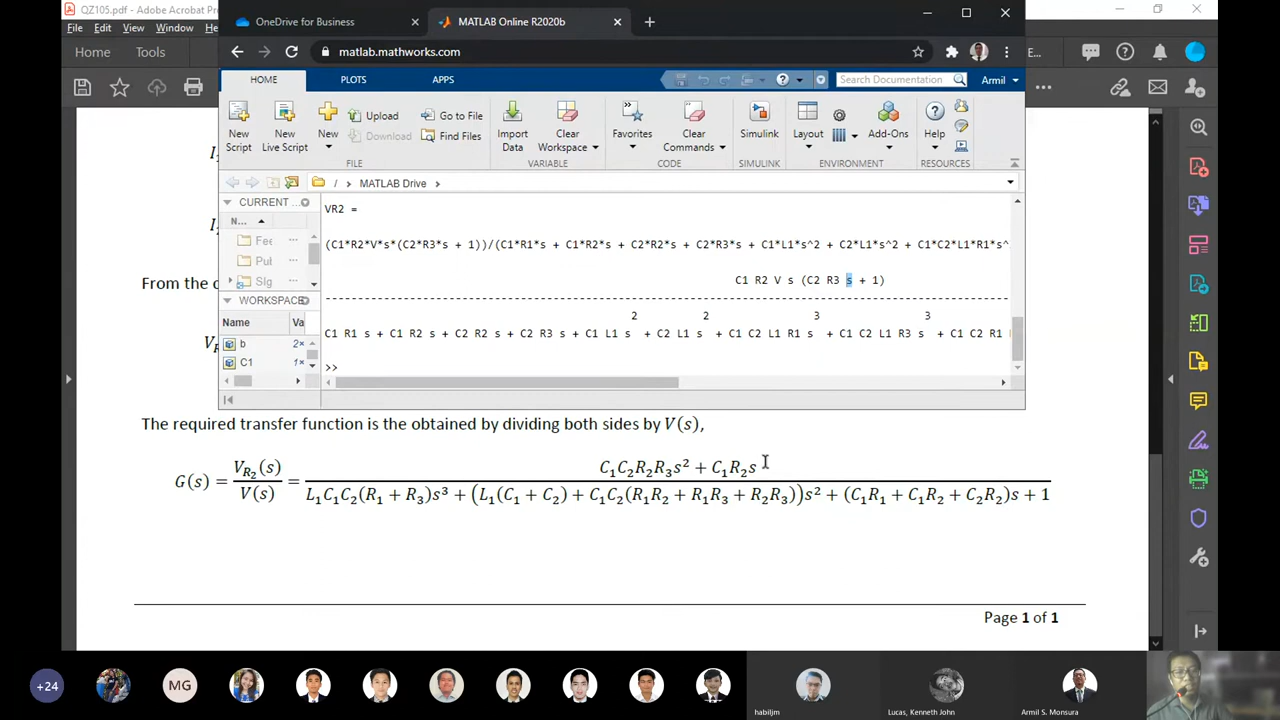 QZ105.pdf - Adobe Acrobat Pro
Edit View Window
Home Tools
OneDrive for Business
MATLAB Online R2020b
matlab.mathworks.com
HOME PLOTS APPS
Search Documentation
Armil
New Script
New Live Script
New
Upload
Download
Go to File
Find Files
Import Data
Clear Workspace
Favorites
Clear Commands
Simulink
Layout
Add-Ons
Help
FILE VARIABLE CODE SIMULINK ENVIRONMENT RESOURCES
/ MATLAB Drive
CURRENT ...
N...
Fee
Pul
Sig
WORKSPACE
Name Va
b 2×
C1 1×
VR2 =
(C1*R2*V*s*(C2*R3*s + 1))/(C1*R1*s + C1*R2*s + C2*R2*s + C2*R3*s + C1*L1*s^2 + C2*L1*s^2 + C1*C2*L1*R1*s^
C1 R2 V s (C2 R3 s + 1)
2 2 3 3
C1 R1 s + C1 R2 s + C2 R2 s + C2 R3 s + C1 L1 s + C2 L1 s + C1 C2 L1 R1 s + C1 C2 L1 R3 s + C1 C2 R1
>>
From the c
The required transfer function is the obtained by dividing both sides by V(s),
G(s) = V_R₂(s)/V(s) = (C₁C₂R₂R₃s² + C₁R₂s)/(L₁C₁C₂(R₁ + R₃)s³ + (L₁(C₁ + C₂) + C₁C₂(R₁R₂ + R₁R₃ + R₂R₃))s² + (C₁R₁ + C₁R₂ + C₂R₂)s + 1)
Page 1 of 1
+24
MG
habiljm
Lucas, Kenneth John
Armil S. Monsura